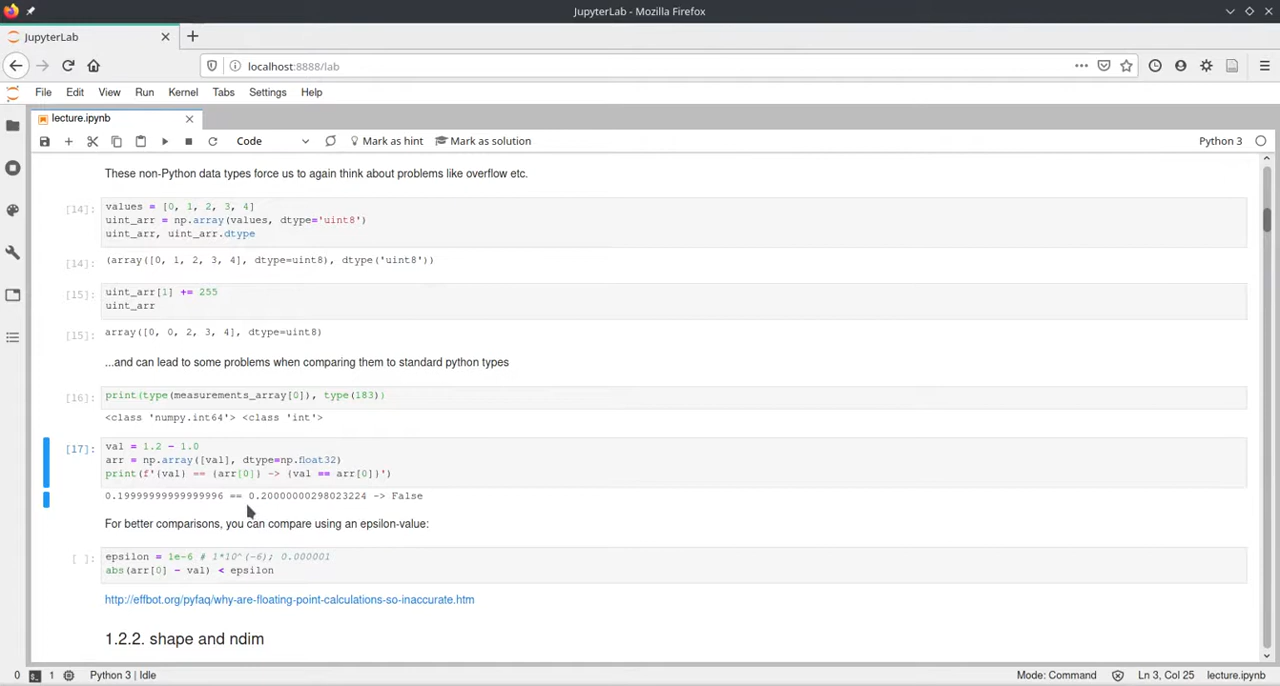 JupyterLab - Mozilla Firefox
JupyterLab
localhost:8888/lab
File Edit View Run Kernel Tabs Settings Help
lecture.ipynb
Code Mark as hint Mark as solution Python 3
These non-Python data types force us to again think about problems like overflow etc.
[14]: values = [0, 1, 2, 3, 4]
uint_arr = np.array(values, dtype='uint8')
uint_arr, uint_arr.dtype
[14]: (array([0, 1, 2, 3, 4], dtype=uint8), dtype('uint8'))
[15]: uint_arr[1] += 255
uint_arr
[15]: array([0, 0, 2, 3, 4], dtype=uint8)
...and can lead to some problems when comparing them to standard python types
[16]: print(type(measurements_array[0]), type(183))
<class 'numpy.int64'> <class 'int'>
[17]: val = 1.2 - 1.0
arr = np.array([val], dtype=np.float32)
print(f'{val} == {arr[0]} -> {val == arr[0]}')
0.19999999999999996 == 0.20000000298023224 -> False
For better comparisons, you can compare using an epsilon-value:
[ ]: epsilon = 1e-6 # 1*10^(-6); 0.000001
abs(arr[0] - val) < epsilon
http://effbot.org/pyfaq/why-are-floating-point-calculations-so-inaccurate.htm
1.2.2. shape and ndim
0 1 Python 3 | Idle Mode: Command Ln 3, Col 25 lecture.ipynb